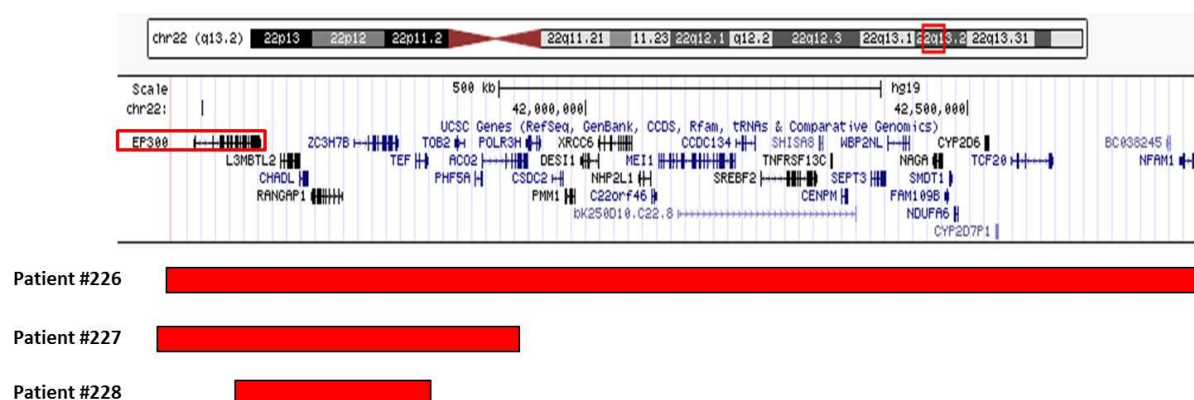 chr22 (q13.2) 22p13 22p12 22p11.2 22q11.21 11.23 22q12.1 q12.2 22q12.3 22q13.1 22q13.2 22q13.31
Scale 500 kb hg19
chr22: 42,000,000 42,500,000
UCSC Genes (RefSeq, GenBank, CCDS, Rfam, tRNAs & Comparative Genomics)
EP300 ZC3H7B TOB2 POLR3H XRCC6 CCDC134 SHISA8 WBP2NL CYP2D6 BC038245
L3MBTL2 TEF ACO2 DESI1 MEI1 TNFRSF13C NAGA TCF20 NFAM1
CHADL PHF5A CSDC2 NHP2L1 SREBF2 SEPT3 SMDT1
RANGAP1 PMM1 C22orf46 CENPM FAM109B
bK250D10.C22.8 NDUFA6
CYP2D7P1
Patient #226
Patient #227
Patient #228